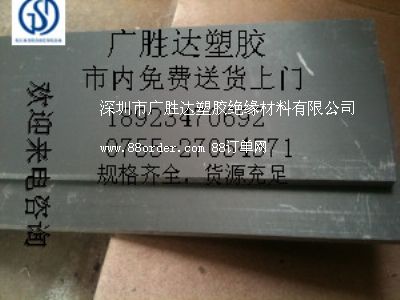 广胜达塑胶
市内免费送货上门
深圳市广胜达塑胶绝缘材料有限公司
18925470692
www.88order.com 88订单网
规格齐全，货源充足
欢迎来电咨询